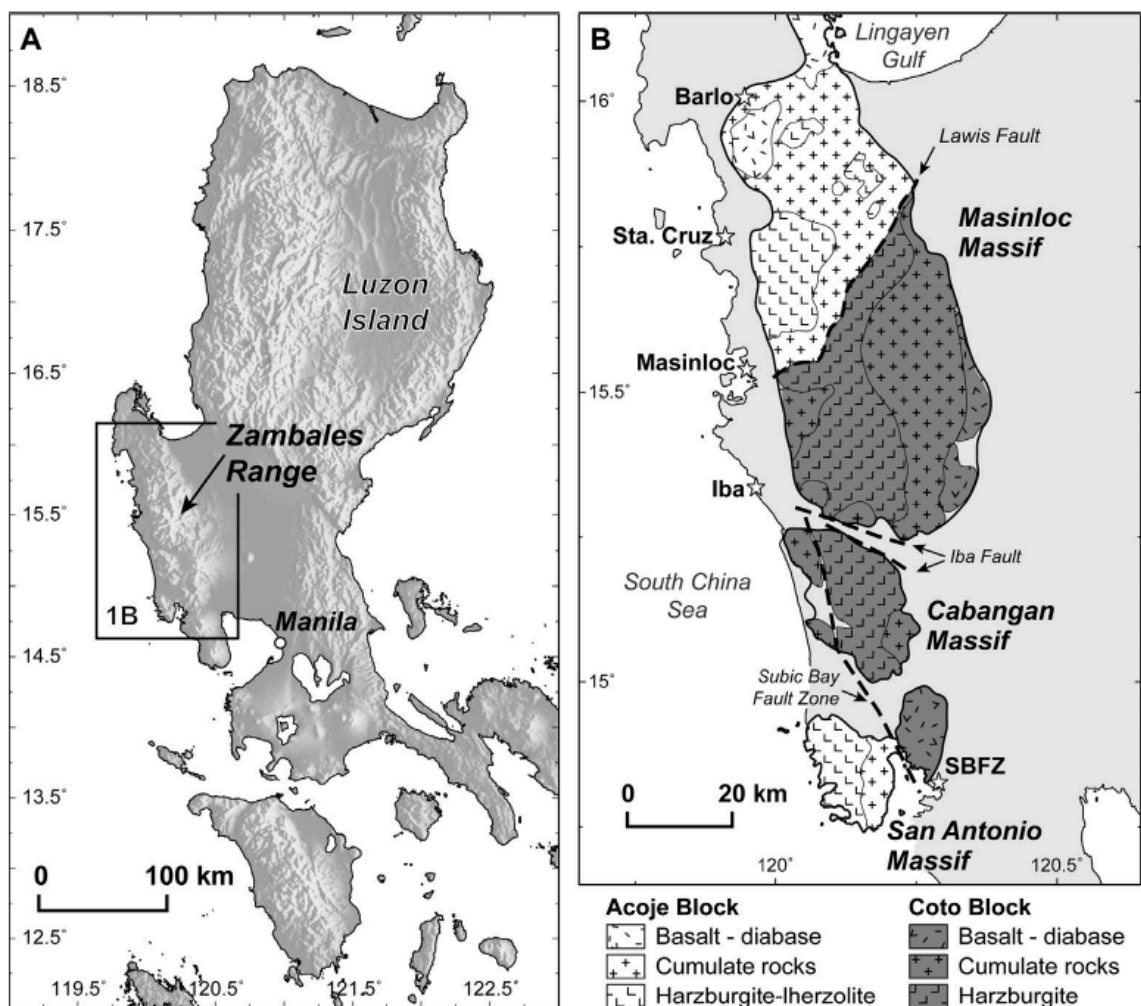 A
18.5˚
17.5˚
16.5˚
15.5˚
14.5˚
13.5˚
12.5˚
Luzon
Island
Zambales
Range
1B
Manila
0 100 km
119.5˚ 120.5˚ 121.5˚ 122.5˚
B
Lingayen
Gulf
16˚
Barlo
Lawis Fault
Masinloc
Massif
Sta. Cruz
Masinloc
15.5˚
Iba
Iba Fault
South China
Sea
Cabangan
Massif
15˚
Subic Bay
Fault Zone
SBFZ
0 20 km
San Antonio
Massif
120˚ 120.5˚
Acoje Block
Basalt - diabase
Cumulate rocks
Harzburgite-lherzolite
Coto Block
Basalt - diabase
Cumulate rocks
Harzburgite